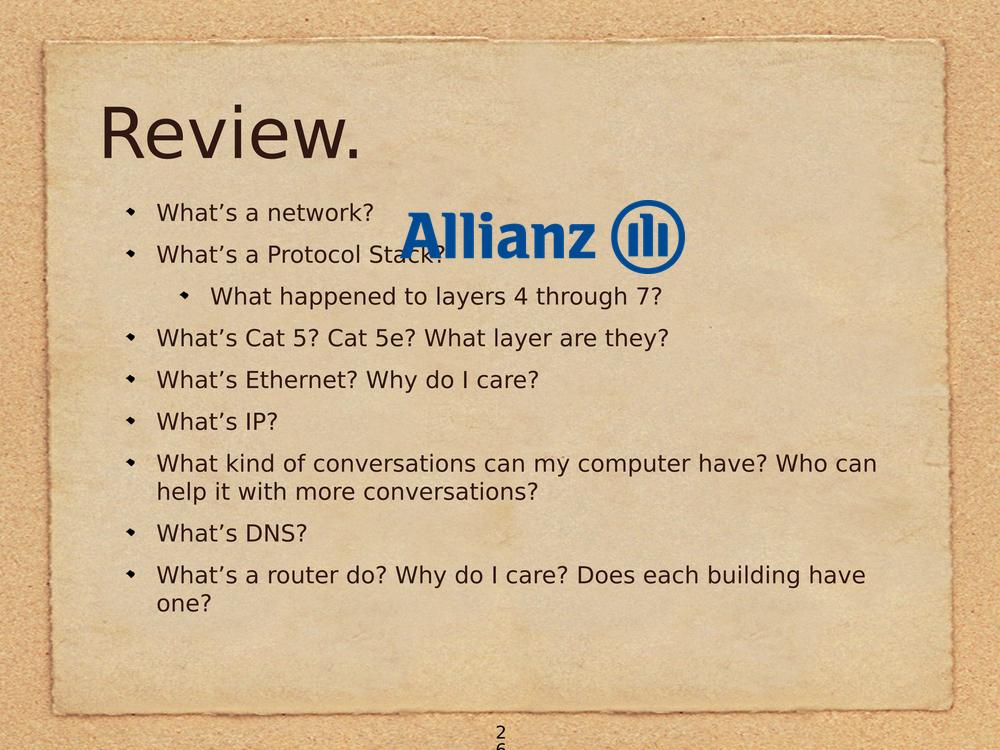 Review.
What’s a network?
Allianz
What’s a Protocol Stack?
What happened to layers 4 through 7?
What’s Cat 5? Cat 5e? What layer are they?
What’s Ethernet? Why do I care?
What’s IP?
What kind of conversations can my computer have? Who can
help it with more conversations?
What’s DNS?
What’s a router do? Why do I care? Does each building have
one?
2
6